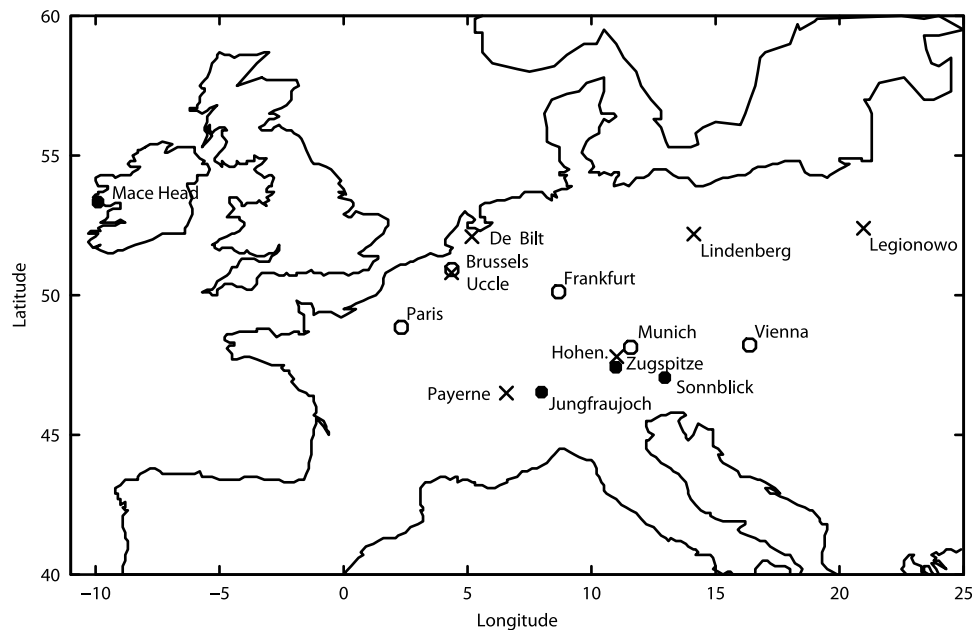 60
55
Mace Head
De Bilt
Lindenberg
Legionowo
Brussels
Uccle
Frankfurt
50
Latitude
Paris
Munich
Vienna
Hohen.
Zugspitze
Sonnblick
Payerne
Jungfraujoch
45
40
−10 −5 0 5 10 15 20 25
Longitude